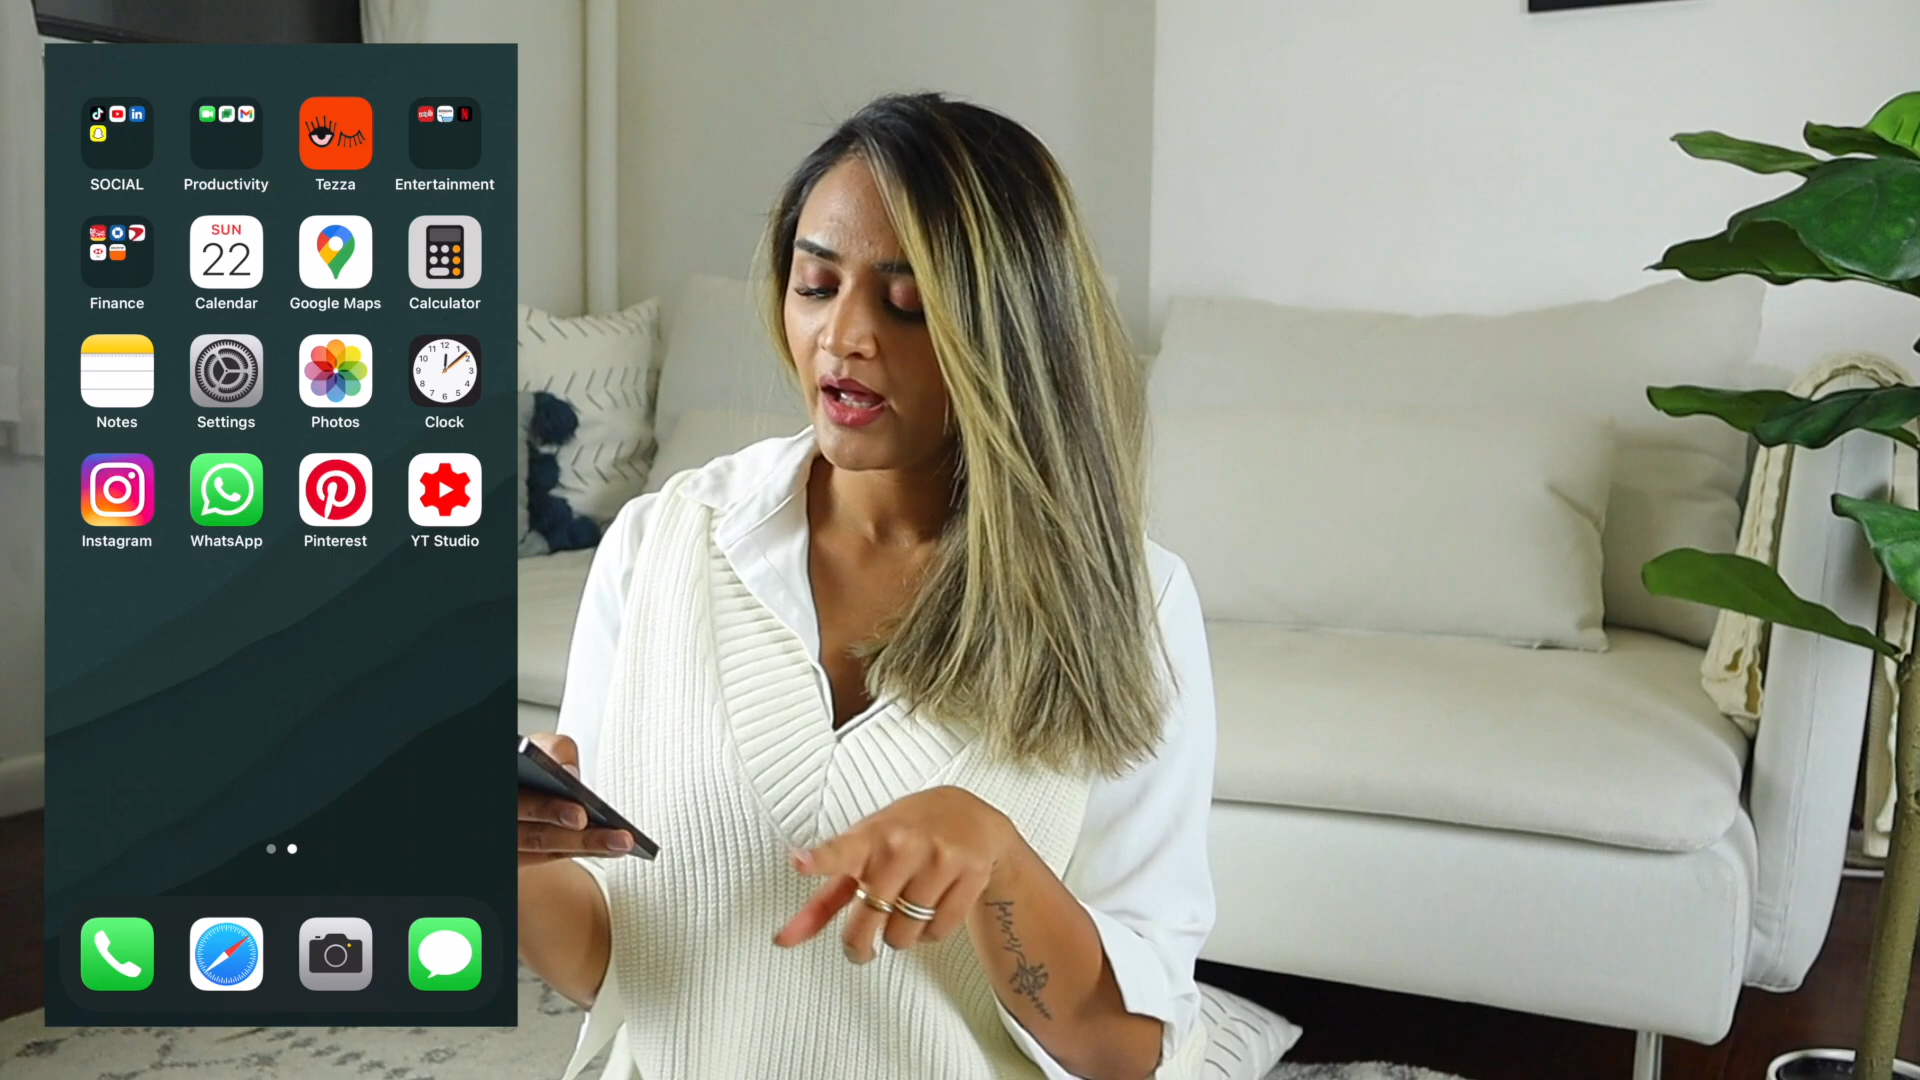 SOCIAL
Productivity
Tezza
Entertainment
SUN
22
Finance
Calendar
Google Maps
Calculator
Notes
Settings
Photos
Clock
Instagram
WhatsApp
Pinterest
YT Studio